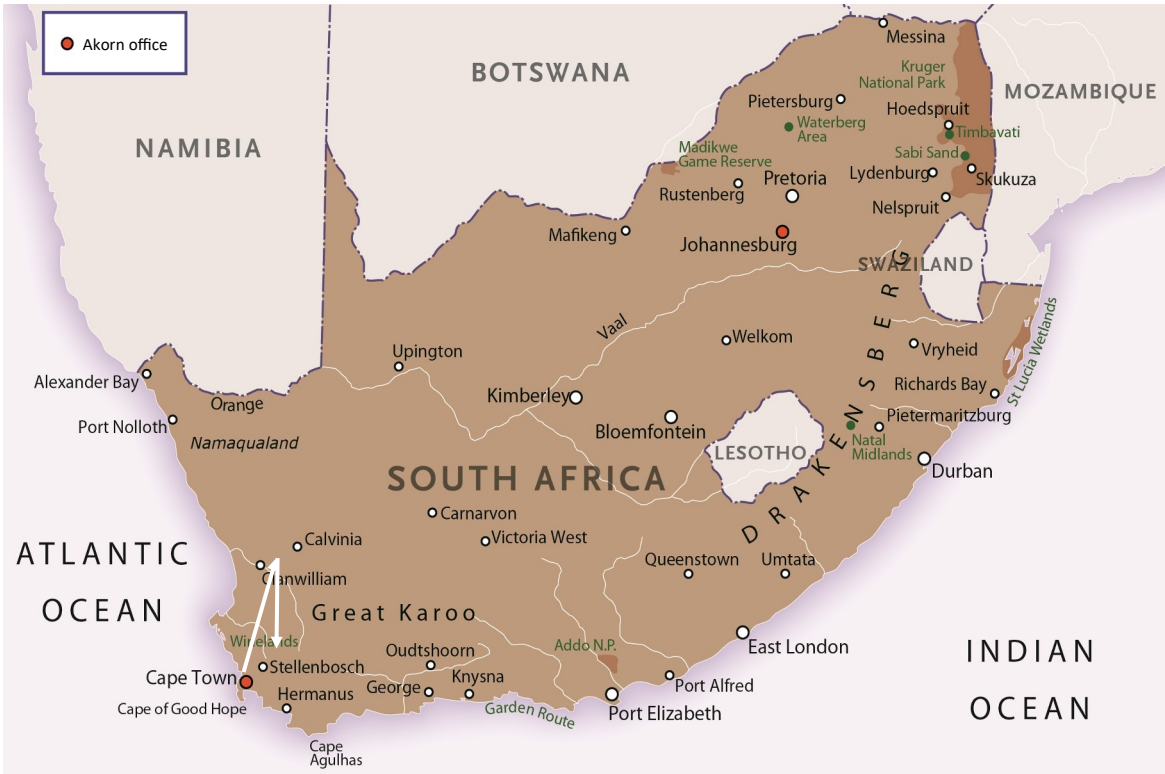 Akorn office
Messina
BOTSWANA
Kruger
National Park
MOZAMBIQUE
Pietersburg
Hoedspruit
Waterberg
Area
Timbavati
NAMIBIA
Madikwe
Game Reserve
Sabi Sand
Lydenburg
Skukuza
Pretoria
Rustenberg
Nelspruit
Mafikeng
Johannesburg
SWAZILAND
Vaal
Welkom
Vryheid
St Lucia Wetlands
Upington
Alexander Bay
Richards Bay
Orange
Kimberley
Port Nolloth
Namaqualand
Bloemfontein
Pietermaritzburg
Natal
Midlands
LESOTHO
DRAKENSBERG
Durban
SOUTH AFRICA
Carnarvon
Calvinia
Victoria West
ATLANTIC
OCEAN
Queenstown
Umtata
Clanwilliam
Great Karoo
Winelands
Addo N.P.
Oudtshoorn
East London
INDIAN
OCEAN
Stellenbosch
Cape Town
George
Knysna
Port Alfred
Hermanus
Cape of Good Hope
Garden Route
Port Elizabeth
Cape
Agulhas